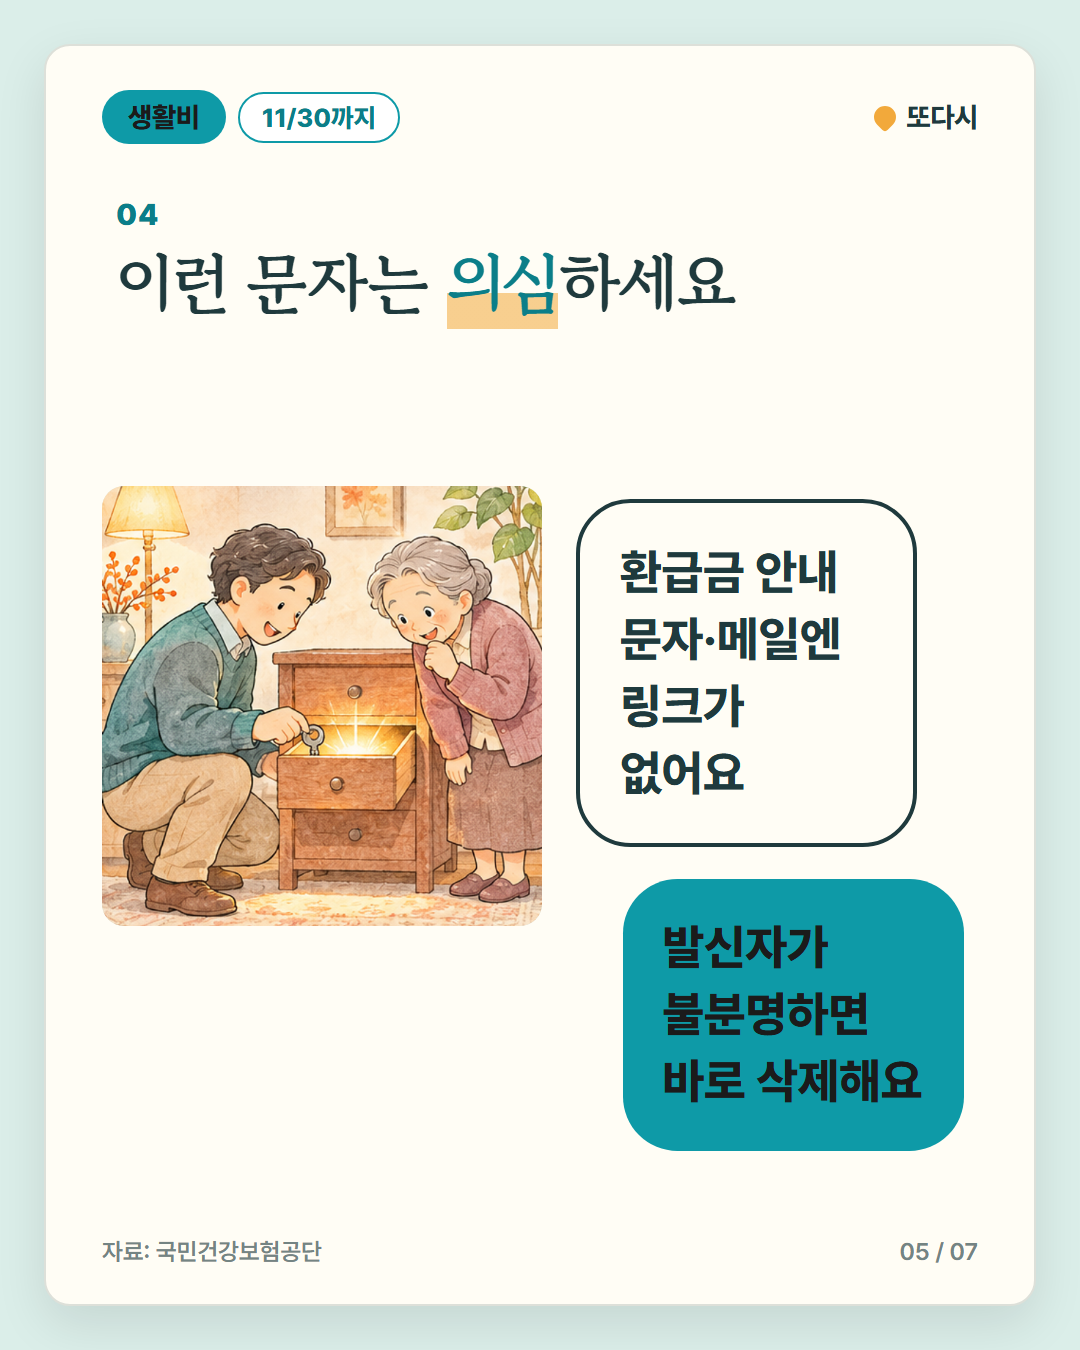 생활비
11/30까지
또다시
04
이런 문자는 의심하세요
환급금 안내
문자·메일엔
링크가
없어요
발신자가
불분명하면
바로 삭제해요
자료: 국민건강보험공단
05 / 07